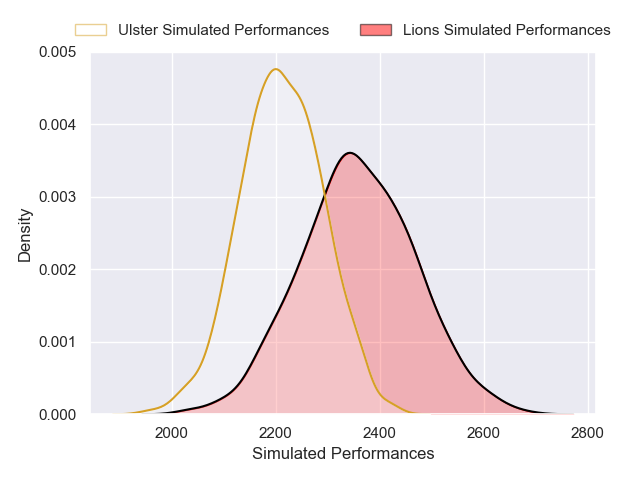 Ulster Simulated Performances
Lions Simulated Performances
0.005
0.004
0.003
0.002
0.001
0.000
Density
2000
2200
2400
2600
2800
Simulated Performances